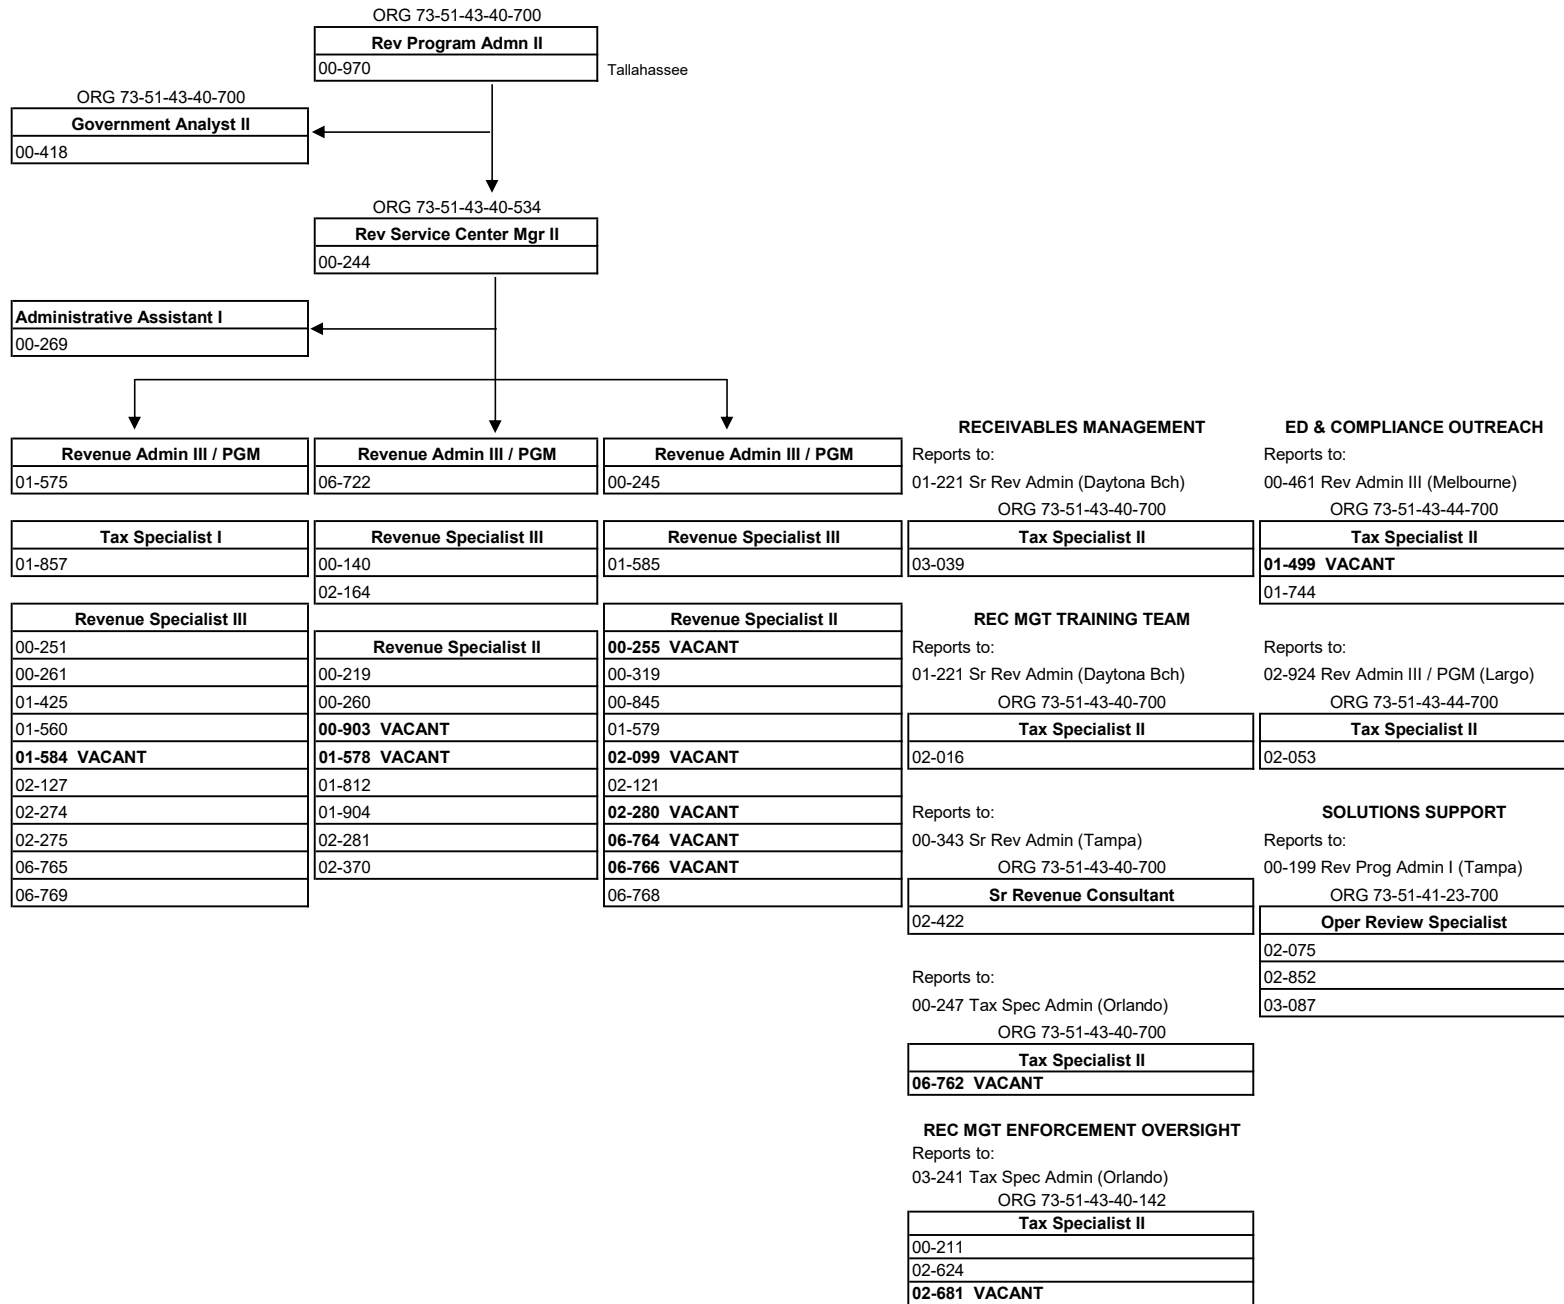 ORG 73-51-43-40-700
Rev Program Admn II
00-970
Tallahassee
ORG 73-51-43-40-700
Government Analyst II
00-418
ORG 73-51-43-40-534
Rev Service Center Mgr II
00-244
Administrative Assistant I
00-269
Revenue Admin III / PGM
01-575
Tax Specialist I
01-857
Revenue Specialist III
00-251
00-261
01-425
01-560
01-584 VACANT
02-127
02-274
02-275
06-765
06-769
Revenue Admin III / PGM
06-722
Revenue Specialist III
00-140
02-164
Revenue Specialist II
00-219
00-260
00-903 VACANT
01-578 VACANT
01-812
01-904
02-281
02-370
Revenue Admin III / PGM
00-245
Revenue Specialist III
01-585
Revenue Specialist II
00-255 VACANT
00-319
00-845
01-579
02-099 VACANT
02-121
02-280 VACANT
06-764 VACANT
06-766 VACANT
06-768
RECEIVABLES MANAGEMENT
Reports to:
01-221 Sr Rev Admin (Daytona Bch)
ORG 73-51-43-40-700
Tax Specialist II
03-039
REC MGT TRAINING TEAM
Reports to:
01-221 Sr Rev Admin (Daytona Bch)
ORG 73-51-43-40-700
Tax Specialist II
02-016
Reports to:
00-343 Sr Rev Admin (Tampa)
ORG 73-51-43-40-700
Sr Revenue Consultant
02-422
Reports to:
00-247 Tax Spec Admin (Orlando)
ORG 73-51-43-40-700
Tax Specialist II
06-762 VACANT
REC MGT ENFORCEMENT OVERSIGHT
Reports to:
03-241 Tax Spec Admin (Orlando)
ORG 73-51-43-40-142
Tax Specialist II
00-211
02-624
02-681 VACANT
ED & COMPLIANCE OUTREACH
Reports to:
00-461 Rev Admin III (Melbourne)
ORG 73-51-43-44-700
Tax Specialist II
01-499 VACANT
01-744
Reports to:
02-924 Rev Admin III / PGM (Largo)
ORG 73-51-43-44-700
Tax Specialist II
02-053
SOLUTIONS SUPPORT
Reports to:
00-199 Rev Prog Admin I (Tampa)
ORG 73-51-41-23-700
Oper Review Specialist
02-075
02-852
03-087